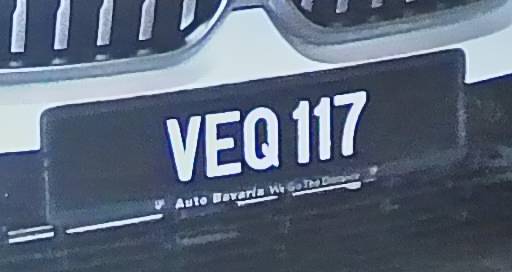 VEQ 117
Auto Bavaria We Go The Distance